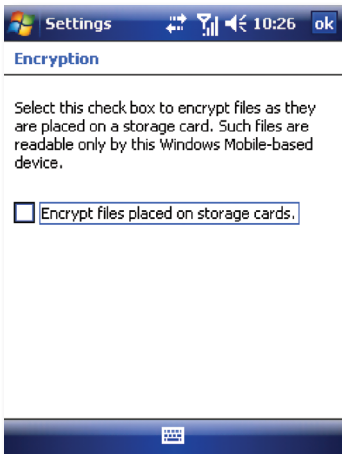 Settings 10:26 ok
Encryption
Select this check box to encrypt files as they
are placed on a storage card. Such files are
readable only by this Windows Mobile-based
device.
Encrypt files placed on storage cards.